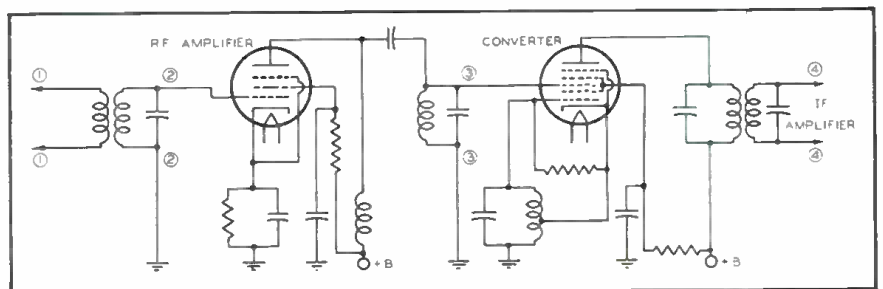 RF AMPLIFIER
CONVERTER
①
②
③
④
IF
AMPLIFIER
①
②
③
④
+B
+B